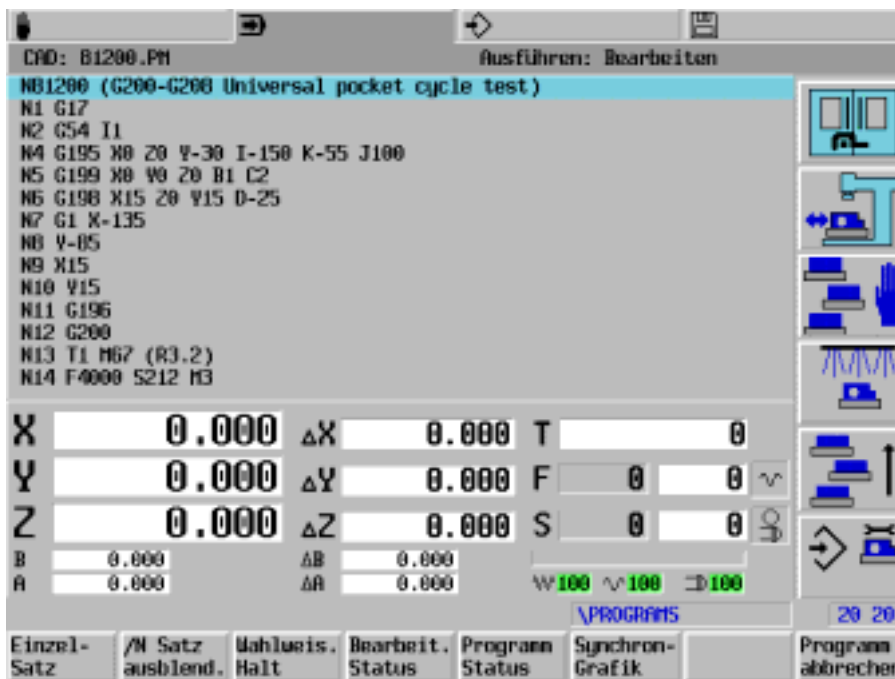 CAD: B1200.PM Ausführen: Bearbeiten
N81200 (G200-G208 Universal pocket cycle test)
N1 G17
N2 G54 I1
N4 G195 X0 Z0 Y-30 I-150 K-55 J100
N5 G199 X0 Y0 Z0 B1 C2
N6 G198 X15 Z0 Y15 D-25
N7 G1 X-135
N8 Y-85
N9 X15
N10 Y15
N11 G196
N12 G200
N13 T1 M67 (R3.2)
N14 F4000 S212 M3
X 0.000 ΔX 0.000 T 0
Y 0.000 ΔY 0.000 F 0 0
Z 0.000 ΔZ 0.000 S 0 0
B 0.000 ΔB 0.000
A 0.000 ΔA 0.000 100 100 100
\PROGRAMS 20 20
Einzel- /N Satz Wahlweis. Bearbeit. Programm Synchron- Programm
Satz ausblend. Halt Status Status Grafik abbrechen